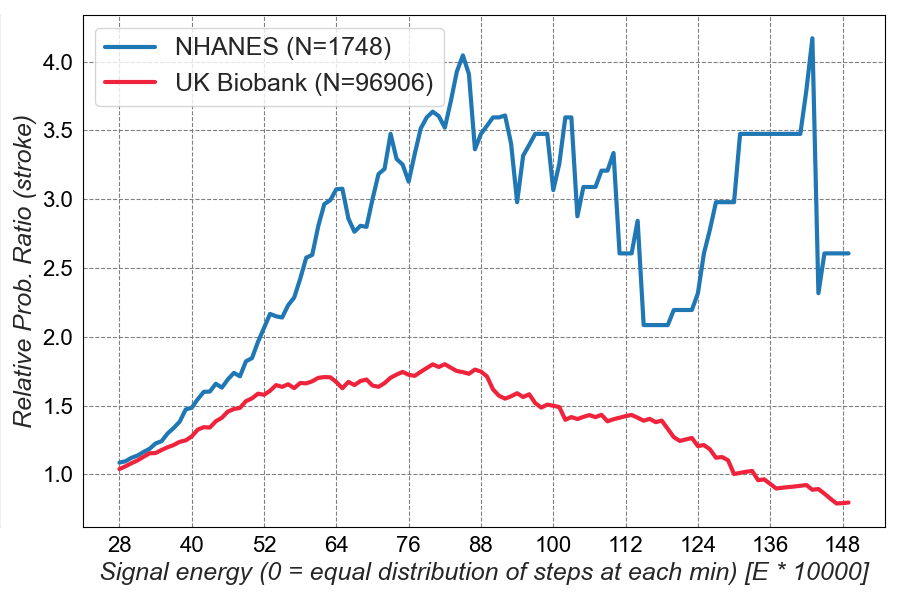 NHANES (N=1748)
UK Biobank (N=96906)
Relative Prob. Ratio (stroke)
4.0
3.5
3.0
2.5
2.0
1.5
1.0
28 40 52 64 76 88 100 112 124 136 148
Signal energy (0 = equal distribution of steps at each min) [E * 10000]